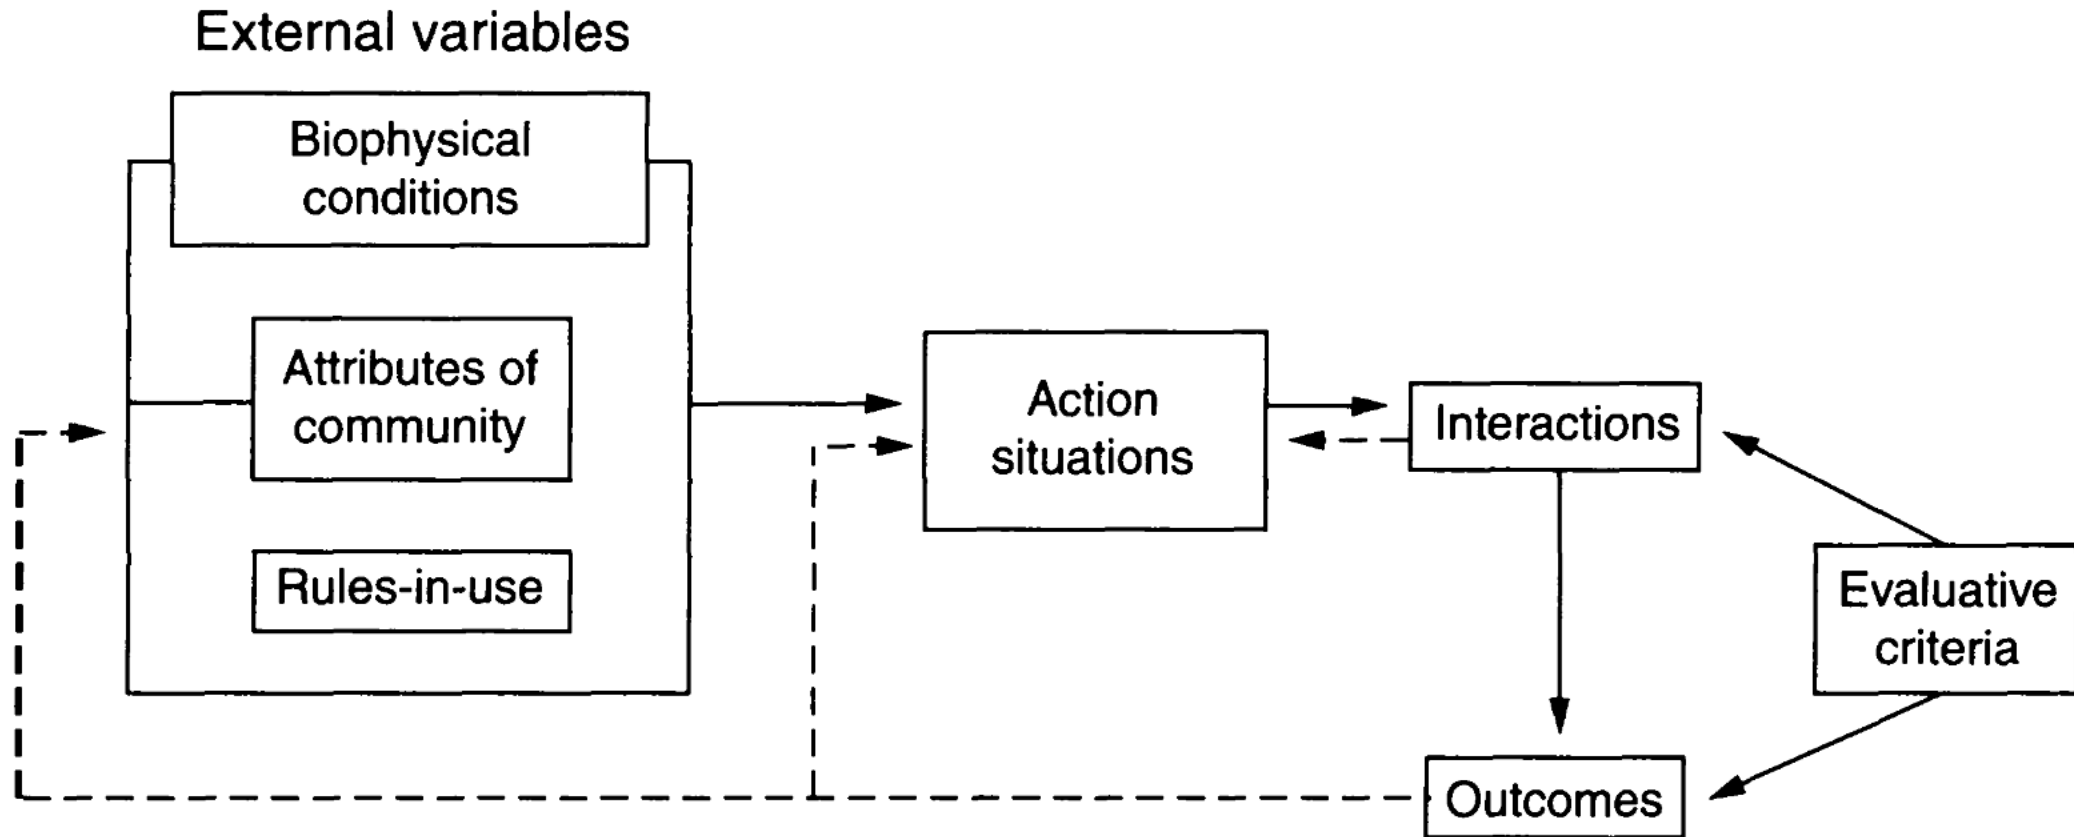 External variables
Biophysical
conditions
Attributes of
community
Rules-in-use
Action
situations
Interactions
Evaluative
criteria
Outcomes